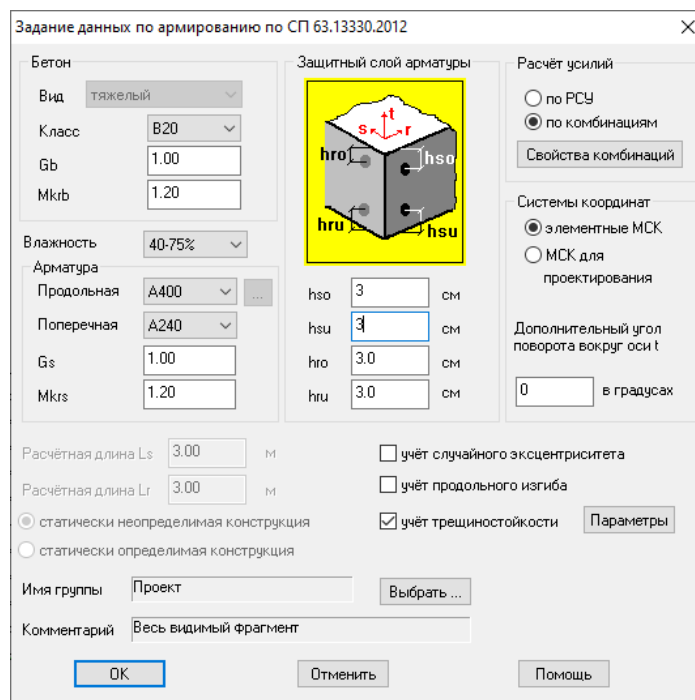 Задание данных по армированию по СП 63.13330.2012
Бетон
Вид тяжелый
Класс B20
Gb 1.00
Mkrb 1.20
Влажность 40-75%
Арматура
Продольная A400 ...
Поперечная A240
Gs 1.00
Mkrs 1.20
Защитный слой арматуры
t
s r
hro hso
hru hsu
hso 3 см
hsu 3 см
hro 3.0 см
hru 3.0 см
Расчёт усилий
по РСУ
по комбинациям
Свойства комбинаций
Системы координат
элементные МСК
МСК для
проектирования
Дополнительный угол
поворота вокруг оси t
0 в градусах
Расчётная длина Ls 3.00 м
Расчётная длина Lr 3.00 м
статически неопределимая конструкция
статически определимая конструкция
учёт случайного эксцентриситета
учёт продольного изгиба
учёт трещиностойкости Параметры
Имя группы Проект Выбрать ...
Комментарий Весь видимый фрагмент
OK Отменить Помощь